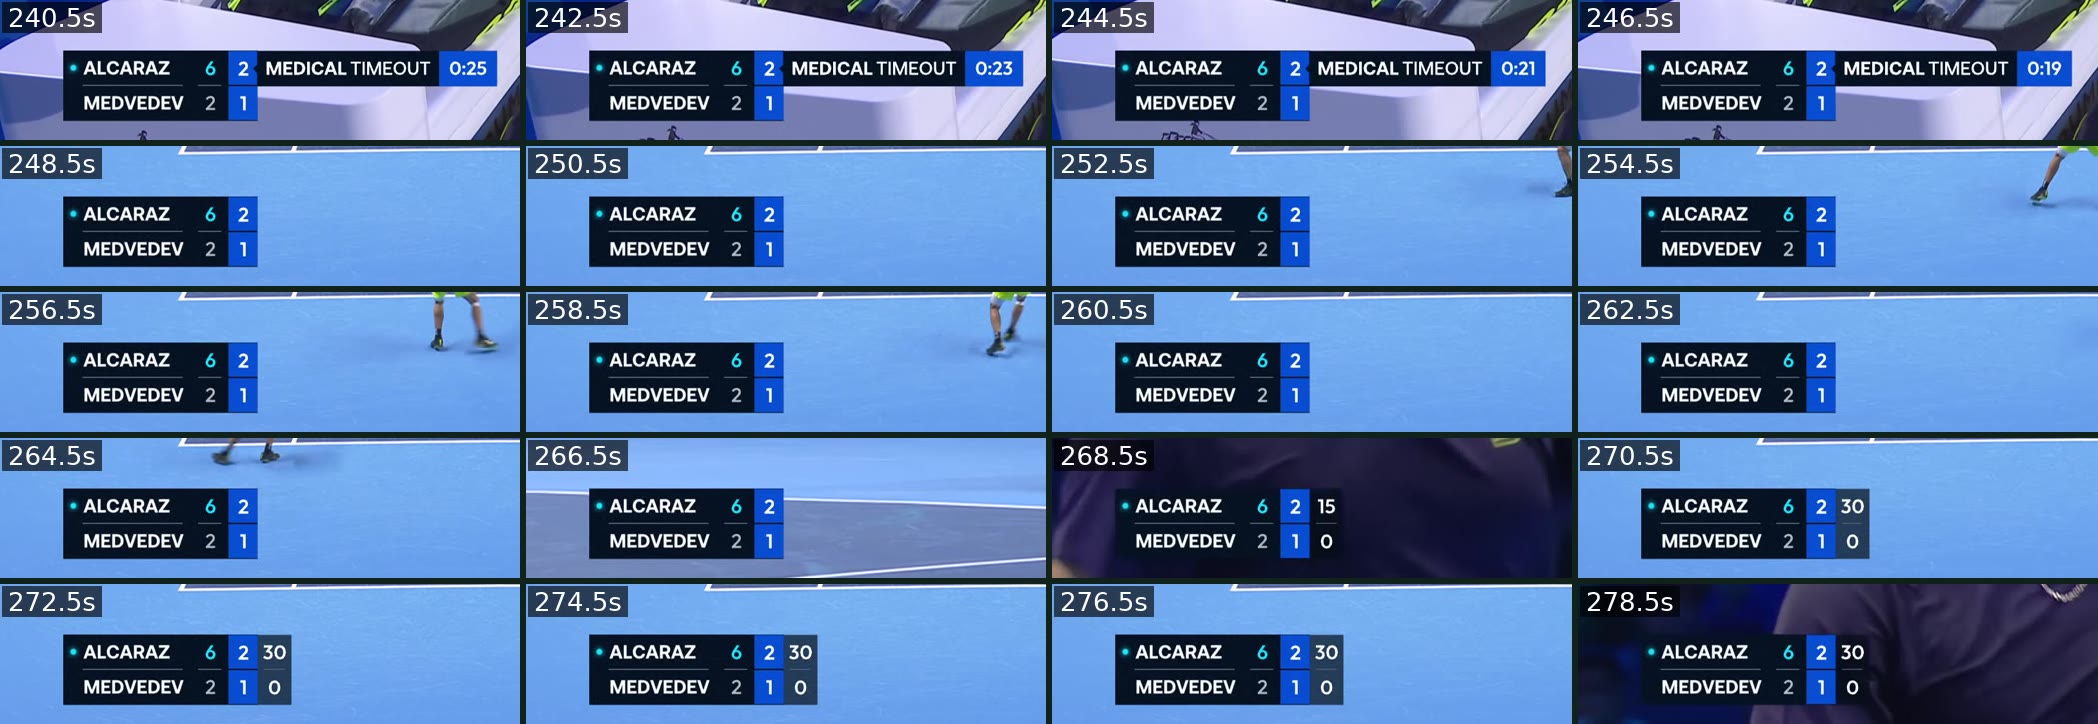 240.5s
ALCARAZ 6 2 MEDICAL TIMEOUT 0:25
MEDVEDEV 2 1
242.5s
ALCARAZ 6 2 MEDICAL TIMEOUT 0:23
MEDVEDEV 2 1
244.5s
ALCARAZ 6 2 MEDICAL TIMEOUT 0:21
MEDVEDEV 2 1
246.5s
ALCARAZ 6 2 MEDICAL TIMEOUT 0:19
MEDVEDEV 2 1
248.5s
ALCARAZ 6 2
MEDVEDEV 2 1
250.5s
ALCARAZ 6 2
MEDVEDEV 2 1
252.5s
ALCARAZ 6 2
MEDVEDEV 2 1
254.5s
ALCARAZ 6 2
MEDVEDEV 2 1
256.5s
ALCARAZ 6 2
MEDVEDEV 2 1
258.5s
ALCARAZ 6 2
MEDVEDEV 2 1
260.5s
ALCARAZ 6 2
MEDVEDEV 2 1
262.5s
ALCARAZ 6 2
MEDVEDEV 2 1
264.5s
ALCARAZ 6 2
MEDVEDEV 2 1
266.5s
ALCARAZ 6 2
MEDVEDEV 2 1
268.5s
ALCARAZ 6 2 15
MEDVEDEV 2 1 0
270.5s
ALCARAZ 6 2 30
MEDVEDEV 2 1 0
272.5s
ALCARAZ 6 2 30
MEDVEDEV 2 1 0
274.5s
ALCARAZ 6 2 30
MEDVEDEV 2 1 0
276.5s
ALCARAZ 6 2 30
MEDVEDEV 2 1 0
278.5s
ALCARAZ 6 2 30
MEDVEDEV 2 1 0